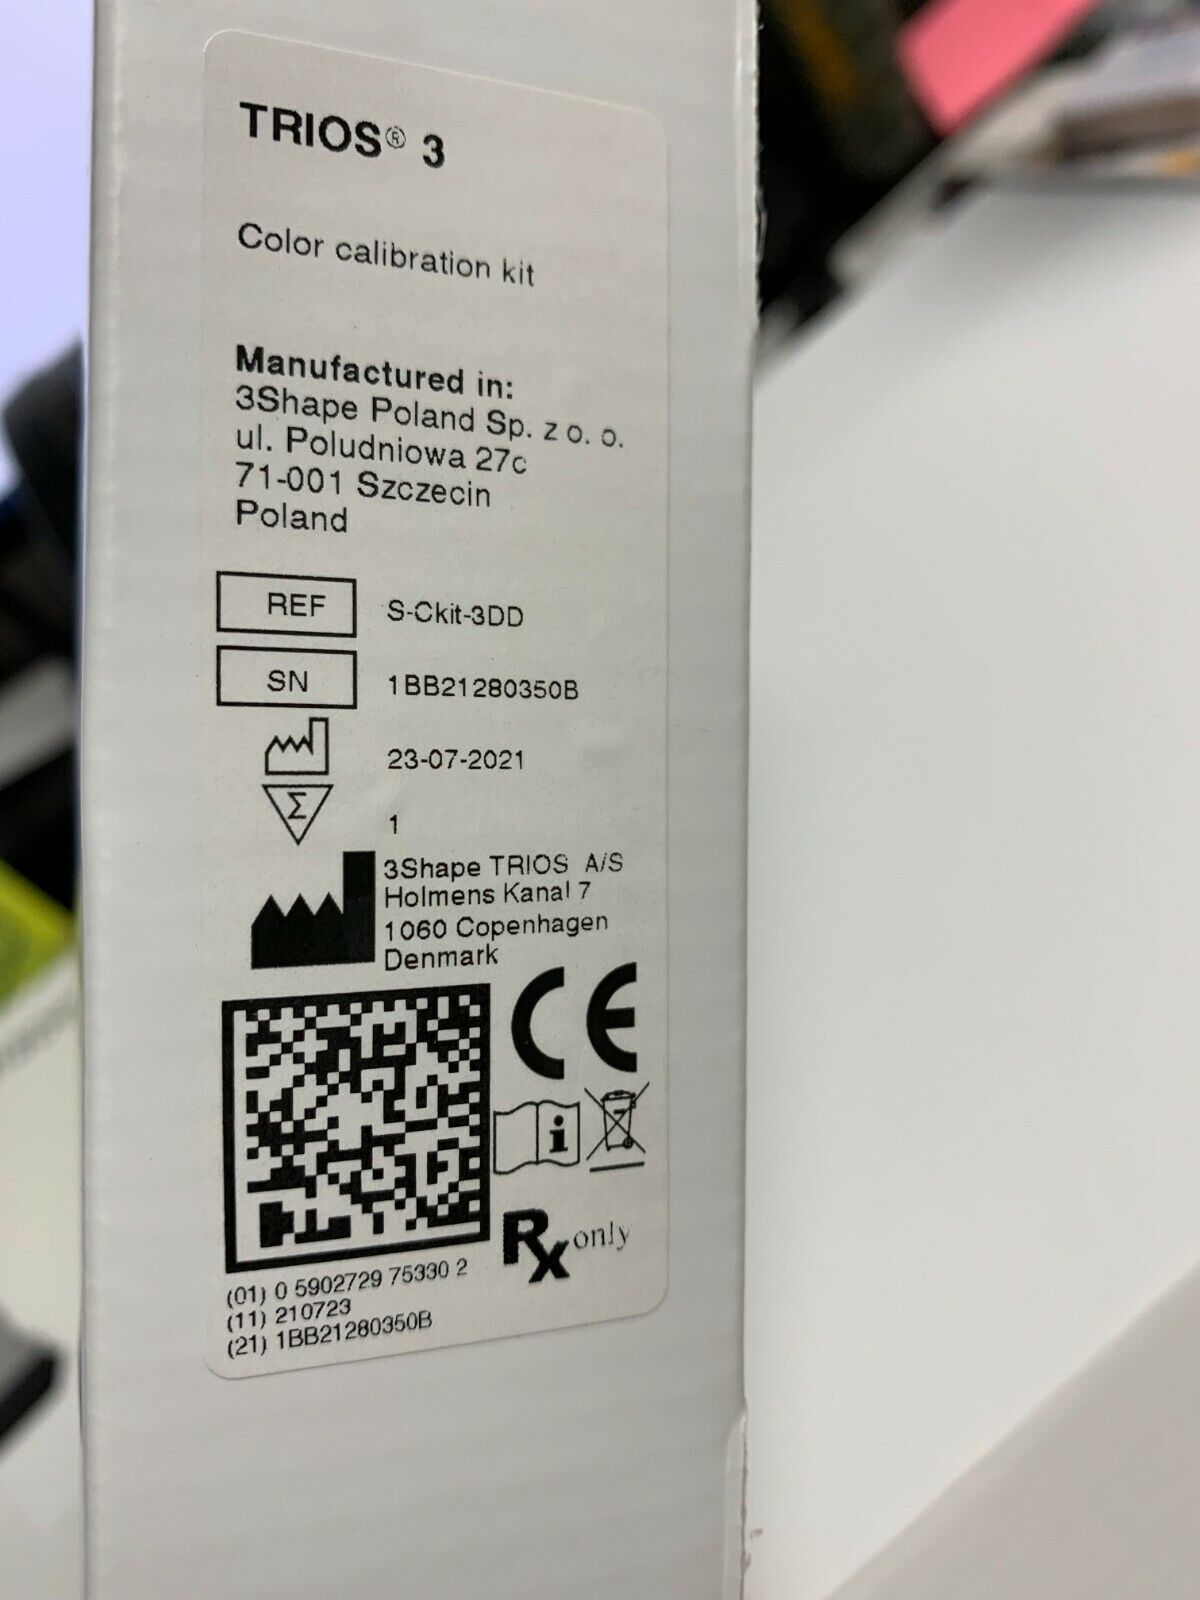 TRIOS® 3
Color calibration kit
Manufactured in:
3Shape Poland Sp. z o. o.
ul. Poludniowa 27c
71-001 Szczecin
Poland
REF S-Ckit-3DD
SN 1BB21280350B
23-07-2021
Σ 1
3Shape TRIOS A/S
Holmens Kanal 7
1060 Copenhagen
Denmark
CE
i
Rx only
(01) 0 5902729 75330 2
(11) 210723
(21) 1BB21280350B